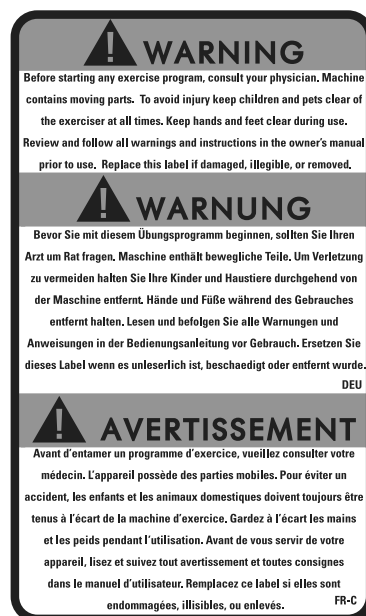 WARNING
Before starting any exercise program, consult your physician. Machine
contains moving parts. To avoid injury keep children and pets clear of
the exerciser at all times. Keep hands and feet clear during use.
Review and follow all warnings and instructions in the owner's manual
prior to use. Replace this label if damaged, illegible, or removed.
WARNUNG
Bevor Sie mit diesem Übungsprogramm beginnen, sollten Sie Ihren
Arzt um Rat fragen. Maschine enthält bewegliche Teile. Um Verletzung
zu vermeiden halten Sie Ihre Kinder und Haustiere durchgehend von
der Maschine entfernt. Hände und Füße während des Gebrauches
entfernt halten. Lesen und befolgen Sie alle Warnungen und
Anweisungen in der Bedienungsanleitung vor Gebrauch. Ersetzen Sie
dieses Label wenn es unleserlich ist, beschaedigt oder entfernt wurde.
DEU
AVERTISSEMENT
Avant d'entamer un programme d'exercice, vueillez consulter votre
médecin. L'appareil possède des parties mobiles. Pour éviter un
accident, les enfants et les animaux domestiques doivent toujours être
tenus à l'écart de la machine d'exercice. Gardez à l'écart les mains
et les peids pendant l'utilisation. Avant de vous servir de votre
appareil, lisez et suivez tout avertissement et toutes consignes
dans le manuel d'utilisateur. Remplacez ce label si elles sont
endommagées, illisibles, ou enlevés.
FR-C